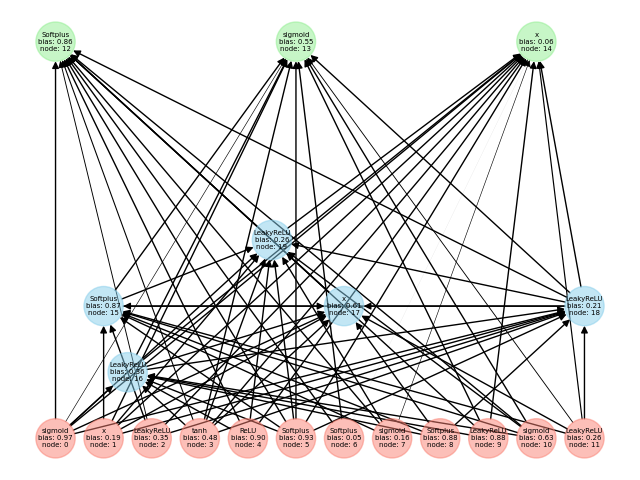 Softplus
bias: 0.86
node: 12
sigmoid
bias: 0.55
node: 13
x
bias: 0.06
node: 14
LeakyReLU
bias: 0.26
node: 19
Softplus
bias: 0.87
node: 15
x
bias: 0.61
node: 17
LeakyReLU
bias: 0.21
node: 18
LeakyReLU
bias:
node: 16
sigmoid
bias: 0.97
node: 0
x
bias: 0.19
node: 1
LeakyReLU
bias: 0.35
node: 2
tanh
bias: 0.48
node: 3
ReLU
bias: 0.90
node: 4
Softplus
bias: 0.93
node: 5
Softplus
bias: 0.05
node: 6
sigmoid
bias: 0.16
node: 7
Softplus
bias: 0.88
node: 8
LeakyReLU
bias: 0.88
node: 9
sigmoid
bias: 0.63
node: 10
LeakyReLU
bias: 0.26
node: 11